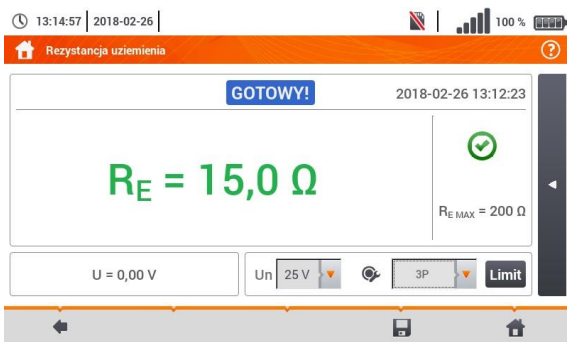 13:14:57 2018-02-26 100 %
Rezystancja uziemienia ?
GOTOWY! 2018-02-26 13:12:23
RE = 15,0 Ω
RE MAX = 200 Ω
U = 0,00 V Un 25 V 3P Limit